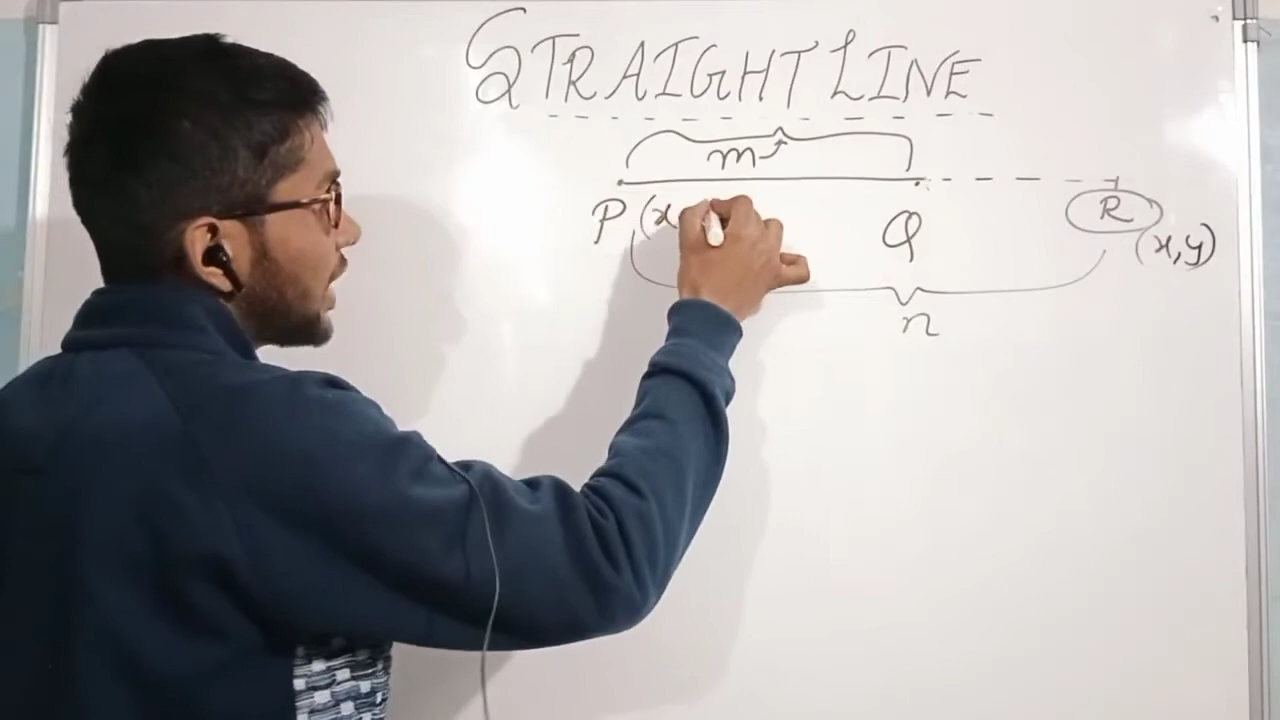 STRAIGHT LINE
m
P (x Q R
(x,y)
n